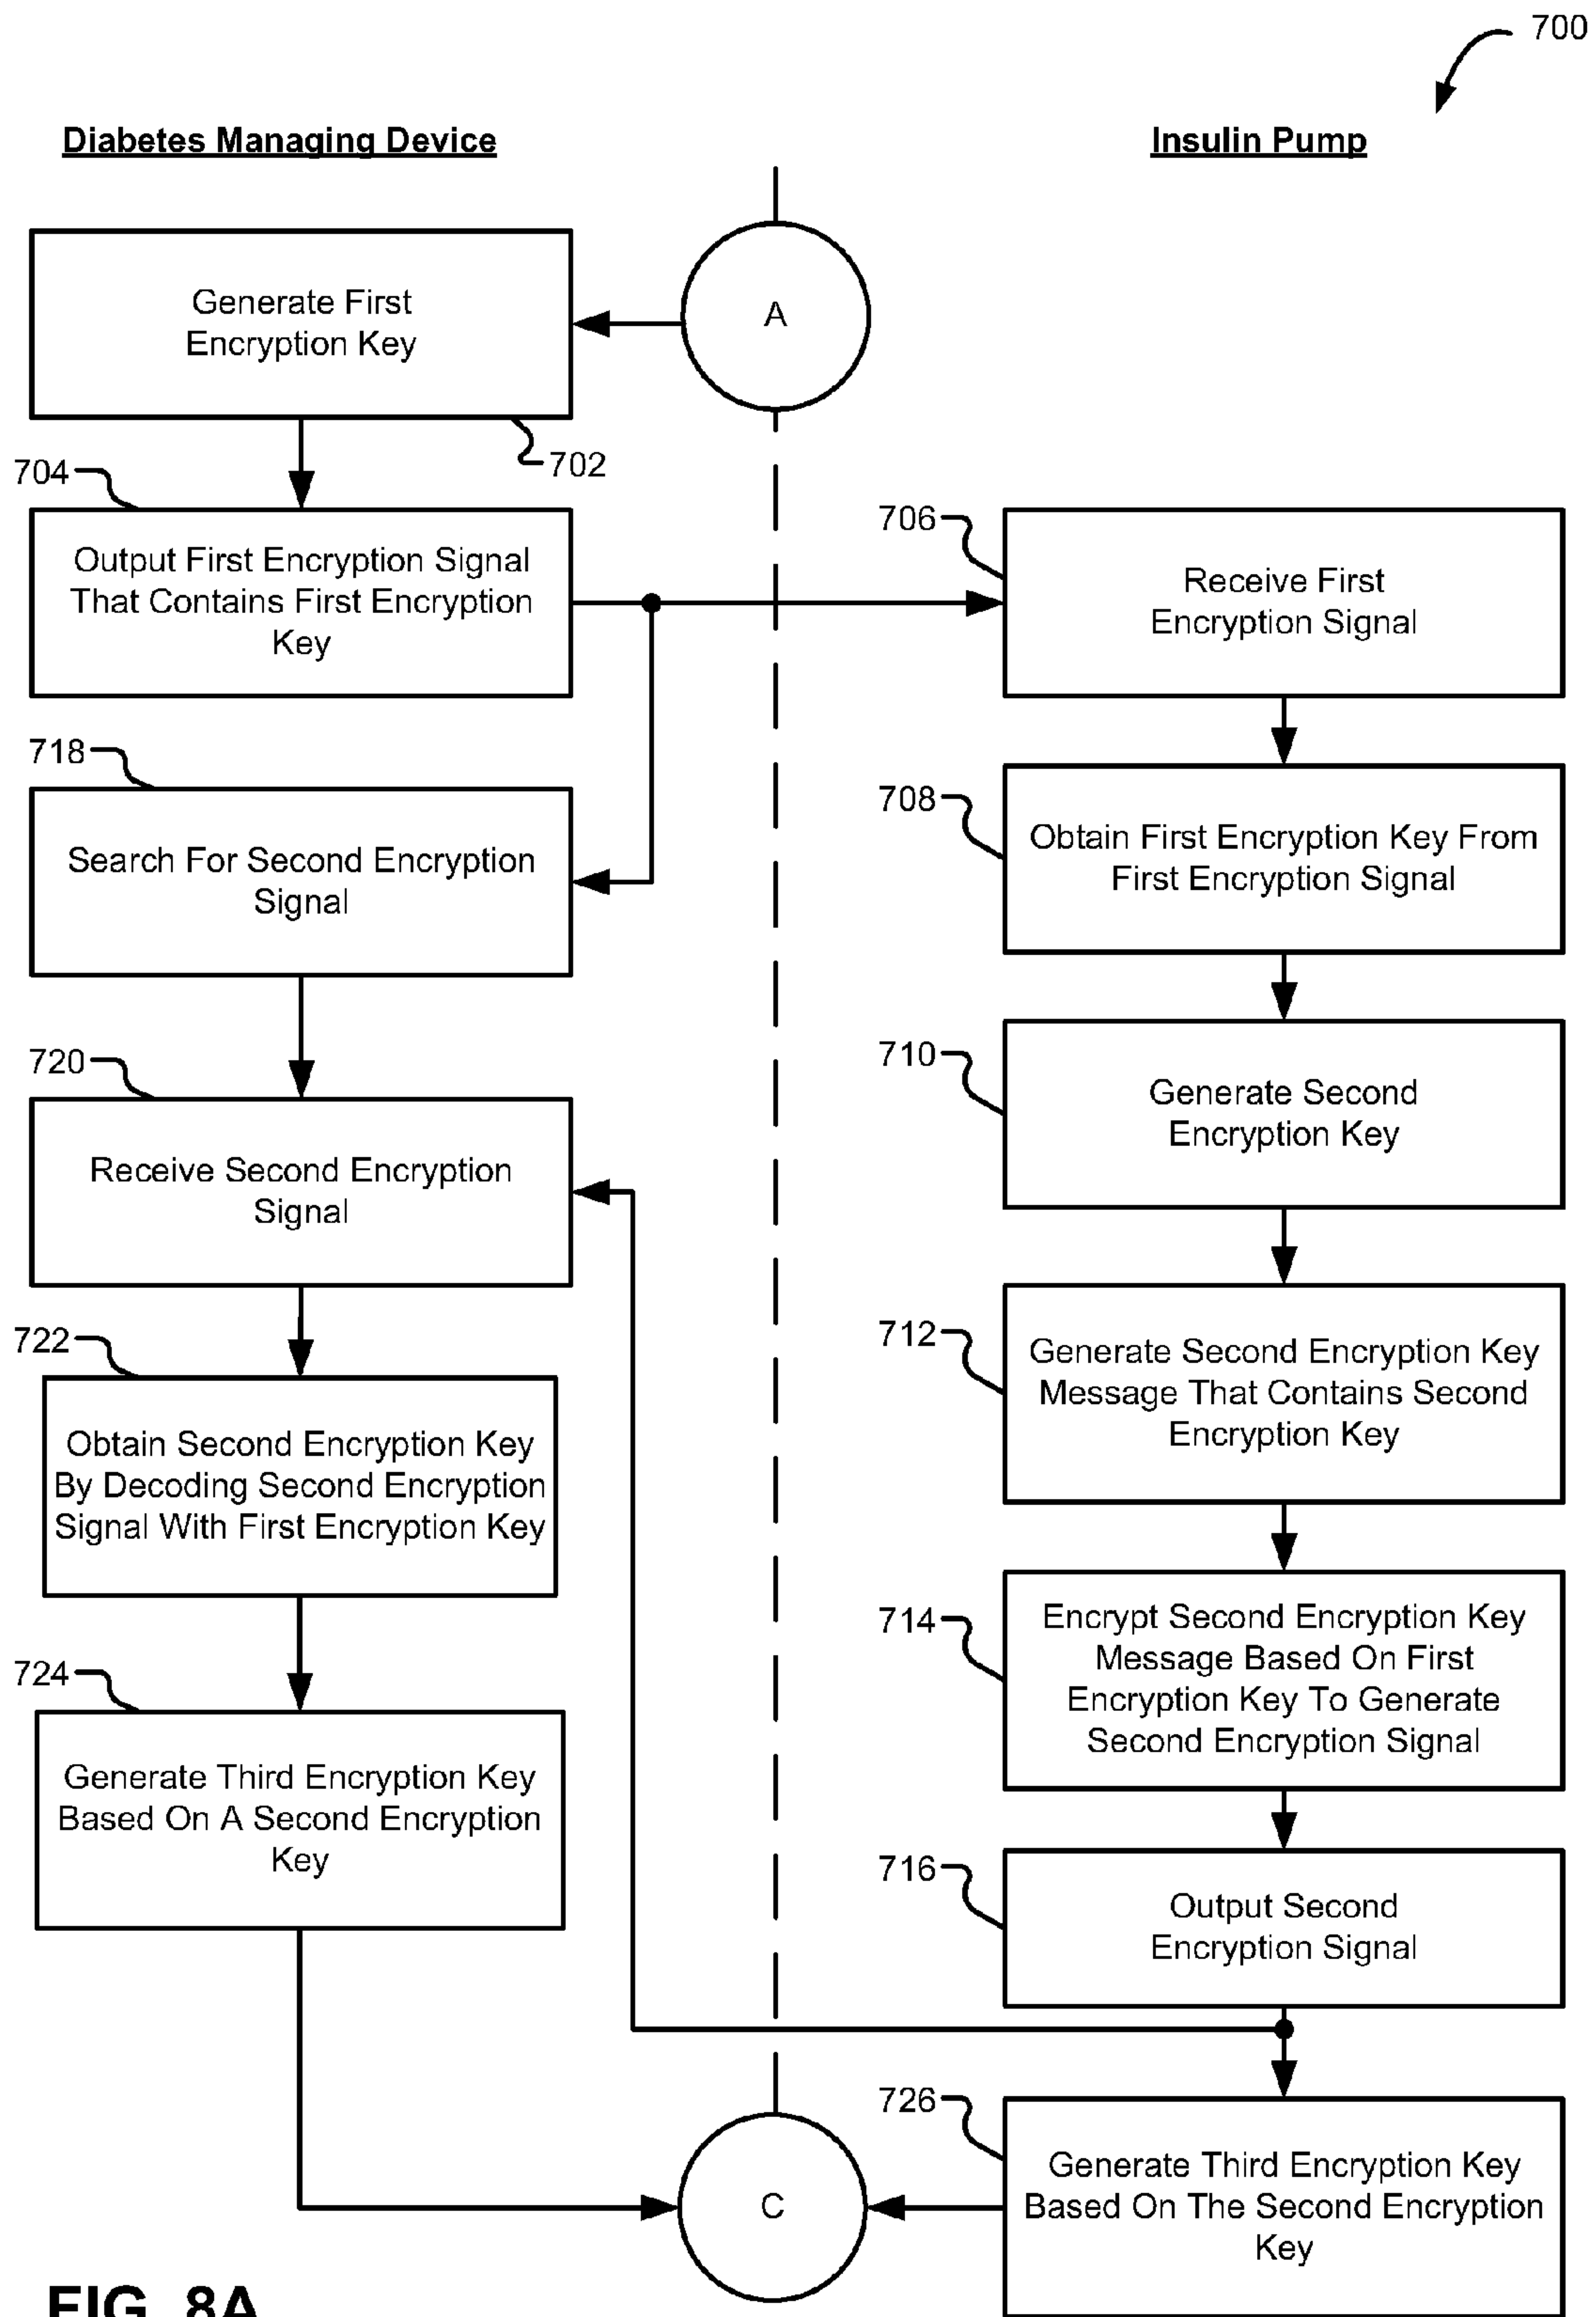 700
Diabetes Managing Device
Insulin Pump
Generate First
Encryption Key
A
702
704
Output First Encryption Signal
That Contains First Encryption
Key
706
Receive First
Encryption Signal
718
Search For Second Encryption
Signal
708
Obtain First Encryption Key From
First Encryption Signal
720
Receive Second Encryption
Signal
710
Generate Second
Encryption Key
722
Obtain Second Encryption Key
By Decoding Second Encryption
Signal With First Encryption Key
712
Generate Second Encryption Key
Message That Contains Second
Encryption Key
724
Generate Third Encryption Key
Based On A Second Encryption
Key
714
Encrypt Second Encryption Key
Message Based On First
Encryption Key To Generate
Second Encryption Signal
716
Output Second
Encryption Signal
726
Generate Third Encryption Key
Based On The Second Encryption
Key
C
FIG. 8A